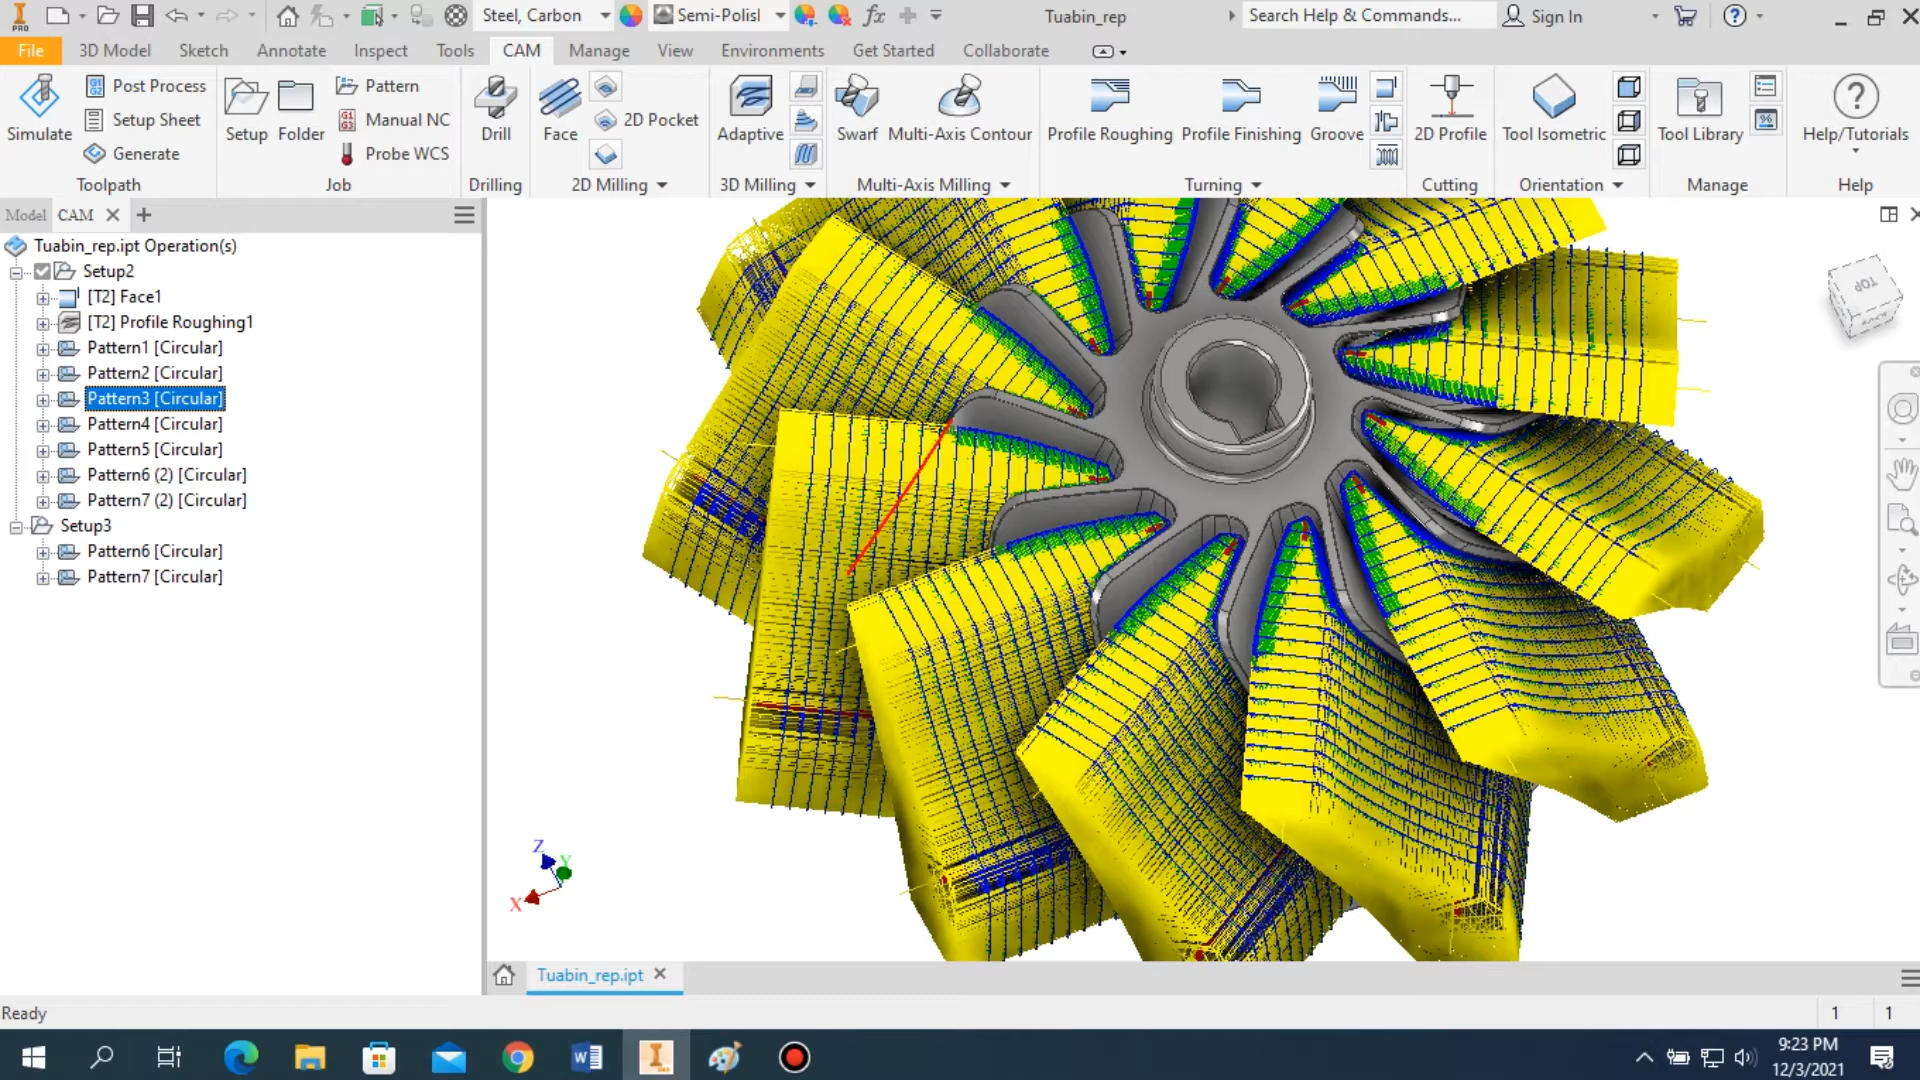 PRO
Steel, Carbon
Semi-Polisl
fx
Tuabin_rep
Search Help & Commands...
Sign In
File
3D Model
Sketch
Annotate
Inspect
Tools
CAM
Manage
View
Environments
Get Started
Collaborate
Simulate
Post Process
Setup Sheet
Generate
Toolpath
Setup
Folder
Pattern
Manual NC
Probe WCS
Job
Drill
Drilling
Face
2D Pocket
2D Milling
Adaptive
3D Milling
Swarf
Multi-Axis Contour
Multi-Axis Milling
Profile Roughing
Profile Finishing
Groove
Turning
2D Profile
Cutting
Tool Isometric
Orientation
Tool Library
Manage
Help/Tutorials
Help
Model
CAM
Tuabin_rep.ipt Operation(s)
Setup2
[T2] Face1
[T2] Profile Roughing1
Pattern1 [Circular]
Pattern2 [Circular]
Pattern3 [Circular]
Pattern4 [Circular]
Pattern5 [Circular]
Pattern6 (2) [Circular]
Pattern7 (2) [Circular]
Setup3
Pattern6 [Circular]
Pattern7 [Circular]
TOP
Z
Y
X
Tuabin_rep.ipt
Ready
1
1
9:23 PM
12/3/2021